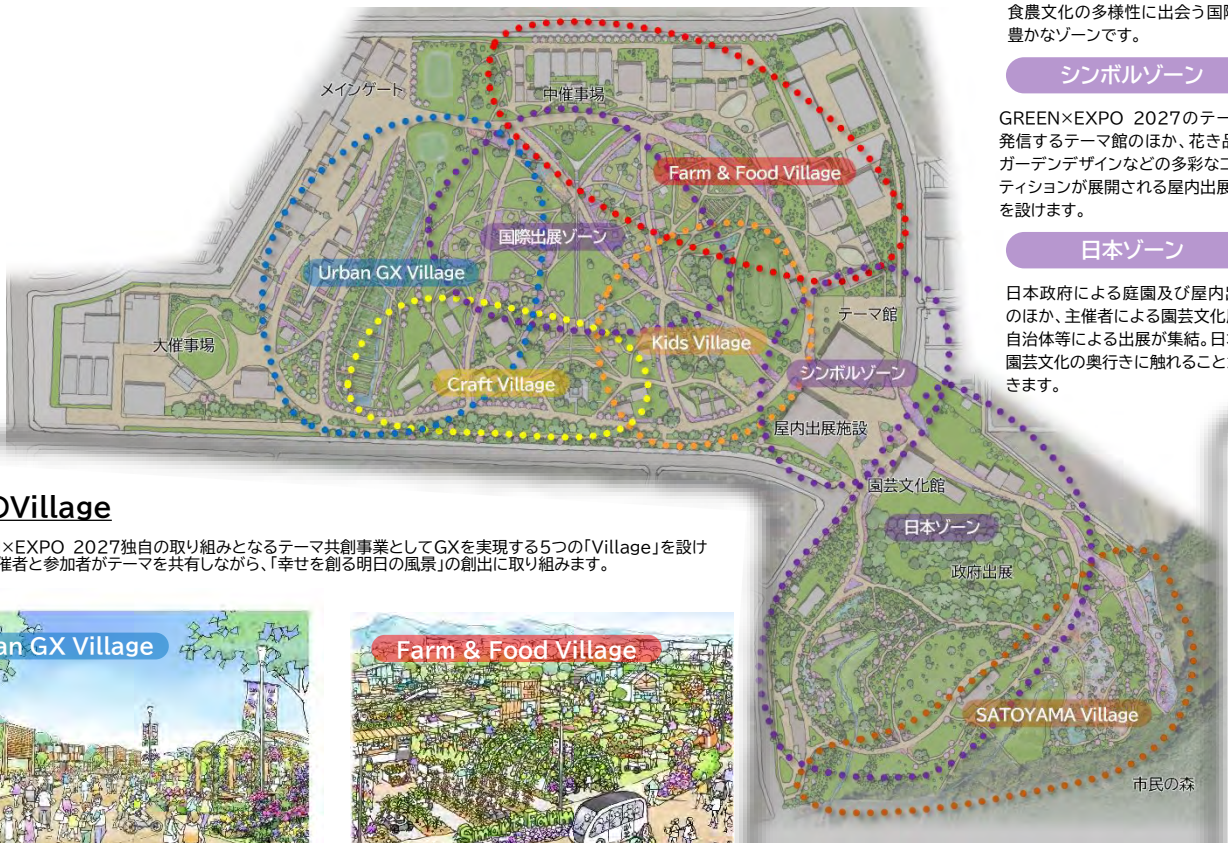 食農文化の多様性に出会う国際
豊かなゾーンです。
シンボルゾーン
GREEN×EXPO 2027のテー
発信するテーマ館のほか、花き品
ガーデンデザインなどの多彩なコ
ティションが展開される屋内出展
を設けます。
日本ゾーン
日本政府による庭園及び屋内出
のほか、主催者による園芸文化
自治体等による出展が集結。日本
園芸文化の奥行きに触れること
きます。
メインゲート
中催事場
Farm & Food Village
国際出展ゾーン
Urban GX Village
テーマ館
大催事場
Kids Village
シンボルゾーン
Craft Village
屋内出展施設
園芸文化館
日本ゾーン
政府出展
SATOYAMA Village
市民の森
Village
×EXPO 2027独自の取り組みとなるテーマ共創事業としてGXを実現する5つの「Village」を設け
催者と参加者がテーマを共有しながら、「幸せを創る明日の風景」の創出に取り組みます。
an GX Village
Farm & Food Village
Smart Farm